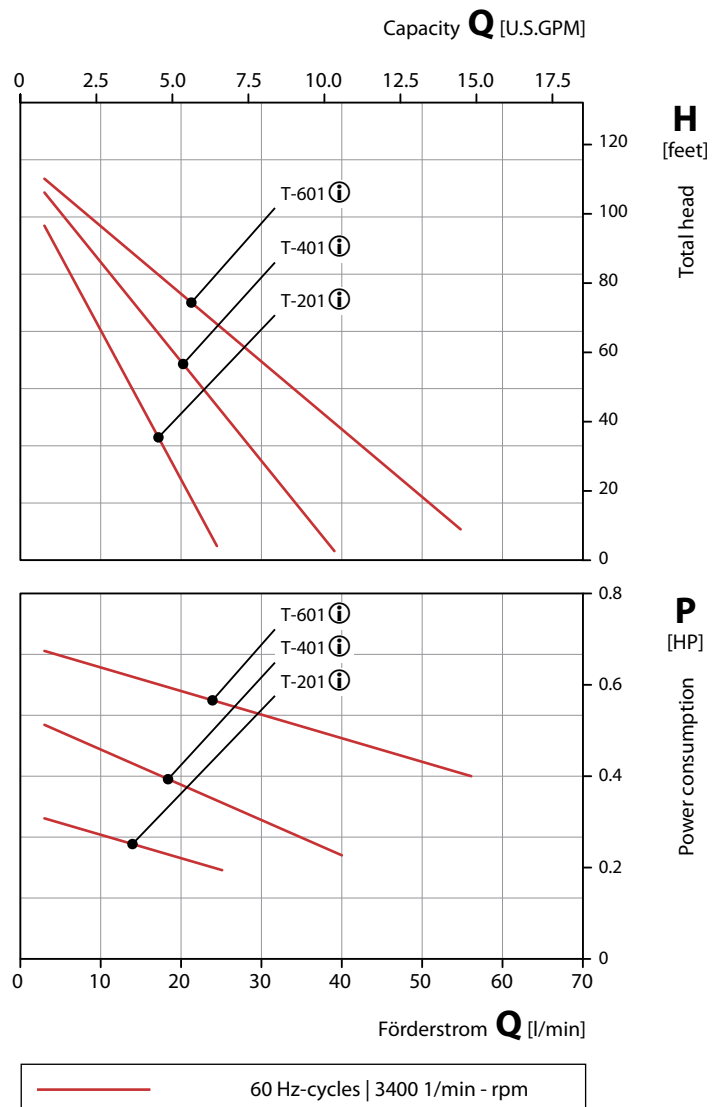 Capacity Q [U.S.GPM]
0 2.5 5.0 7.5 10.0 12.5 15.0 17.5
H
[feet]
Total head
120
100
80
60
40
20
0
T-601 i
T-401 i
T-201 i
P
[HP]
Power consumption
0.8
0.6
0.4
0.2
0
T-601 i
T-401 i
T-201 i
0 10 20 30 40 50 60 70
Förderstrom Q [l/min]
60 Hz-cycles | 3400 1/min - rpm